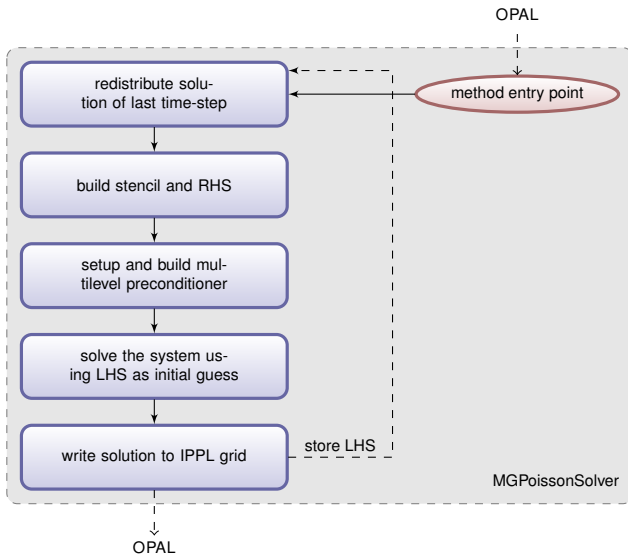 OPAL
redistribute solu-
tion of last time-step
method entry point
build stencil and RHS
setup and build mul-
tilevel preconditioner
solve the system us-
ing LHS as initial guess
write solution to IPPL grid
store LHS
MGPoissonSolver
OPAL